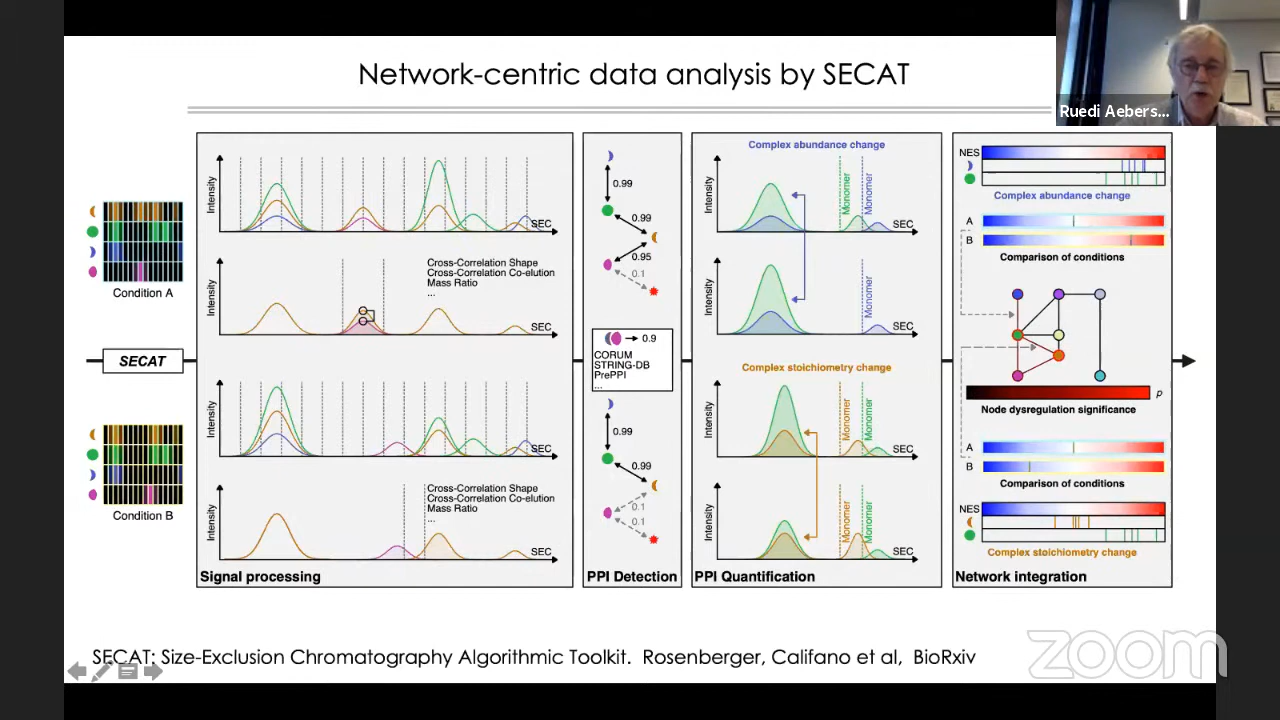 Network-centric data analysis by SECAT
Ruedi Aebers...
Condition A
SECAT
Condition B
Intensity
SEC
Intensity
Cross-Correlation Shape
Cross-Correlation Co-elution
Mass Ratio
...
SEC
Intensity
SEC
Intensity
Cross-Correlation Shape
Cross-Correlation Co-elution
Mass Ratio
...
SEC
Signal processing
0.99
0.99
0.95
0.1
→ 0.9
CORUM
STRING-DB
PrePPI
...
0.99
0.99
0.1
0.1
PPI Detection
Complex abundance change
Intensity
Monomer
Monomer
SEC
Intensity
Monomer
SEC
Complex stoichiometry change
Intensity
Monomer
Monomer
SEC
Intensity
Monomer
Monomer
SEC
PPI Quantification
NES
Complex abundance change
A
B
Comparison of conditions
p
Node dysregulation significance
A
B
Comparison of conditions
NES
Complex stoichiometry change
Network integration
SECAT: Size-Exclusion Chromatography Algorithmic Toolkit. Rosenberger, Califano et al, BioRxiv
zoom